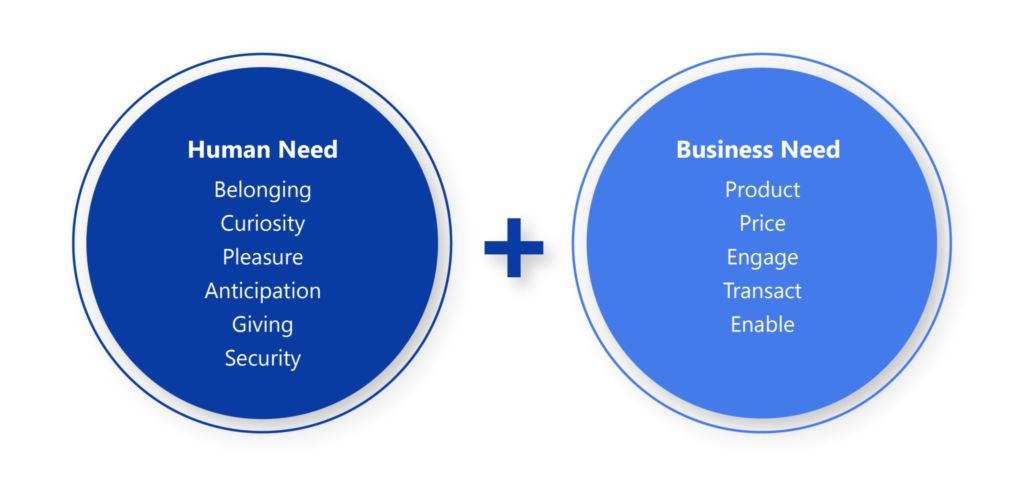 Human Need
Belonging
Curiosity
Pleasure
Anticipation
Giving
Security
+
Business Need
Product
Price
Engage
Transact
Enable